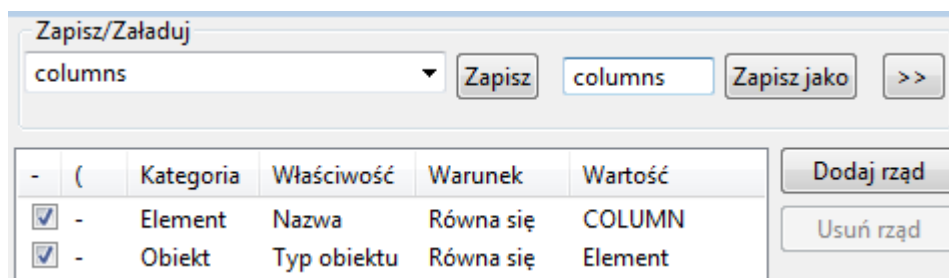 Zapisz/Załaduj
columns Zapisz columns Zapisz jako >>
- ( Kategoria Właściwość Warunek Wartość Dodaj rząd
- Element Nazwa Równa się COLUMN Usuń rząd
- Obiekt Typ obiektu Równa się Element